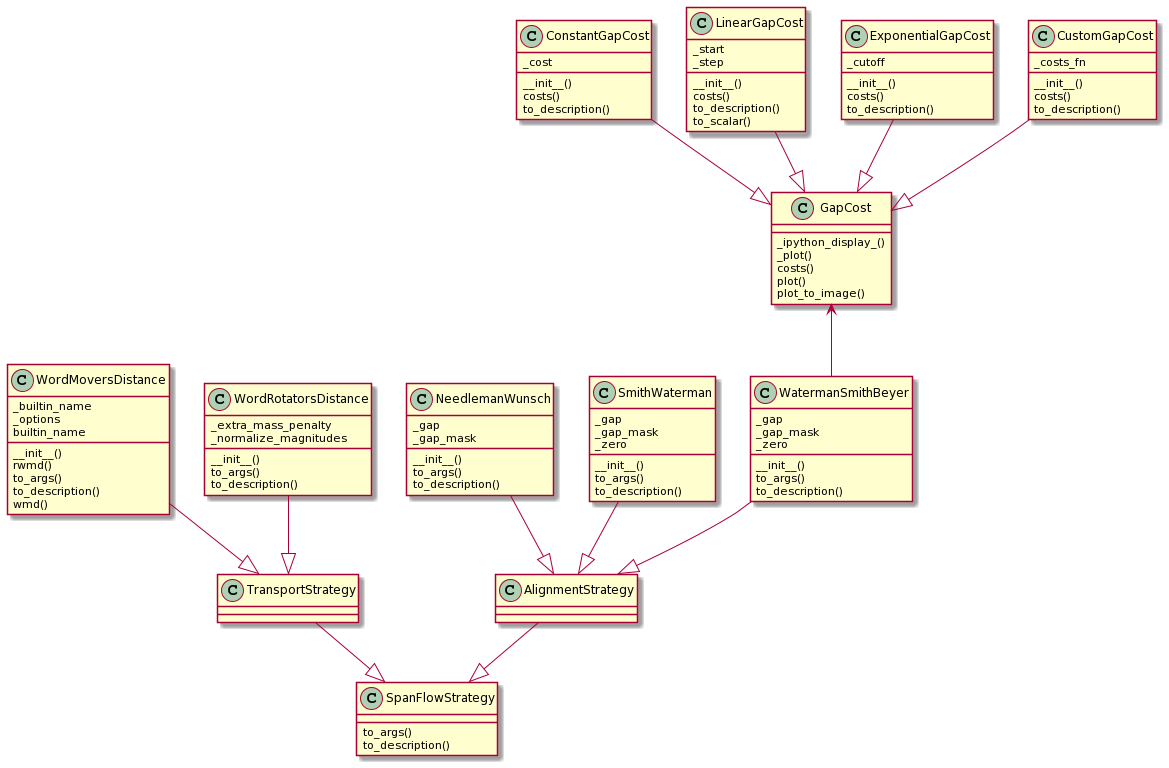 C ConstantGapCost
_cost
__init__()
costs()
to_description()
C LinearGapCost
_start
_step
__init__()
costs()
to_description()
to_scalar()
C ExponentialGapCost
_cutoff
__init__()
costs()
to_description()
C CustomGapCost
_costs_fn
__init__()
costs()
to_description()
C GapCost
_ipython_display_()
_plot()
costs()
plot()
plot_to_image()
C WordMoversDistance
_builtin_name
_options
builtin_name
__init__()
rwmd()
to_args()
to_description()
wmd()
C WordRotatorsDistance
_extra_mass_penalty
_normalize_magnitudes
__init__()
to_args()
to_description()
C NeedlemanWunsch
_gap
_gap_mask
__init__()
to_args()
to_description()
C SmithWaterman
_gap
_gap_mask
_zero
__init__()
to_args()
to_description()
C WatermanSmithBeyer
_gap
_gap_mask
_zero
__init__()
to_args()
to_description()
C TransportStrategy
C AlignmentStrategy
C SpanFlowStrategy
to_args()
to_description()